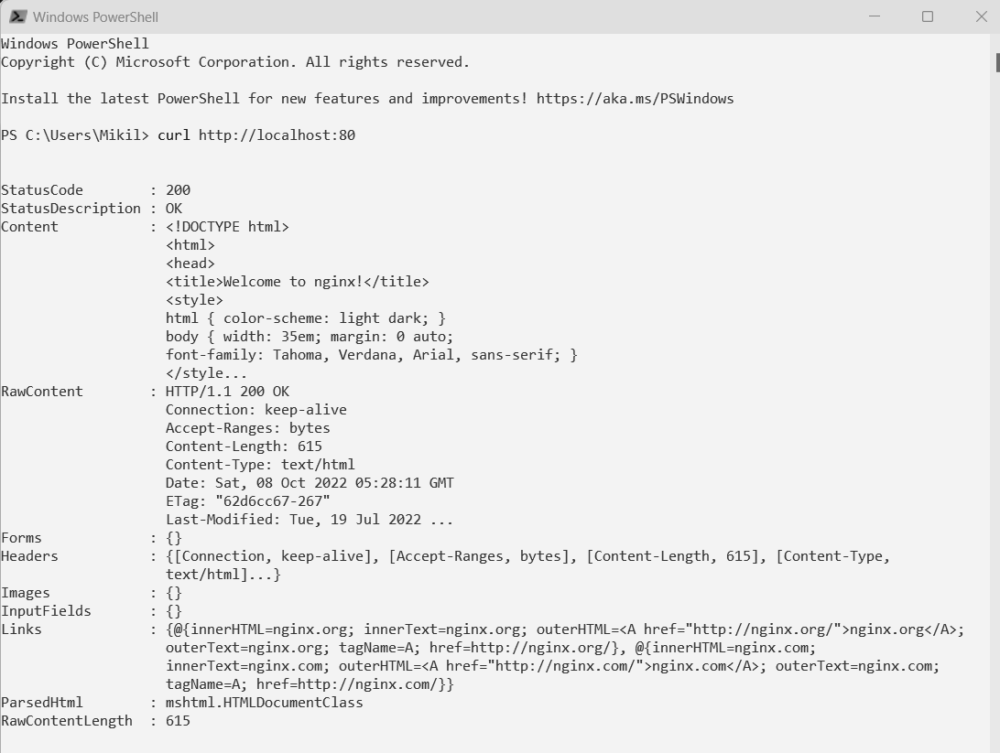 Windows PowerShell
Windows PowerShell
Copyright (C) Microsoft Corporation. All rights reserved.
Install the latest PowerShell for new features and improvements! https://aka.ms/PSWindows
PS C:\Users\Mikil> curl http://localhost:80
StatusCode        : 200
StatusDescription : OK
Content           : <!DOCTYPE html>
                    <html>
                    <head>
                    <title>Welcome to nginx!</title>
                    <style>
                    html { color-scheme: light dark; }
                    body { width: 35em; margin: 0 auto;
                    font-family: Tahoma, Verdana, Arial, sans-serif; }
                    </style...
RawContent        : HTTP/1.1 200 OK
                    Connection: keep-alive
                    Accept-Ranges: bytes
                    Content-Length: 615
                    Content-Type: text/html
                    Date: Sat, 08 Oct 2022 05:28:11 GMT
                    ETag: "62d6cc67-267"
                    Last-Modified: Tue, 19 Jul 2022 ...
Forms             : {}
Headers           : {[Connection, keep-alive], [Accept-Ranges, bytes], [Content-Length, 615], [Content-Type,
                    text/html]...}
Images            : {}
InputFields       : {}
Links             : {@{innerHTML=nginx.org; innerText=nginx.org; outerHTML=<A href="http://nginx.org/">nginx.org</A>;
                    outerText=nginx.org; tagName=A; href=http://nginx.org/}, @{innerHTML=nginx.com;
                    innerText=nginx.com; outerHTML=<A href="http://nginx.com/">nginx.com</A>; outerText=nginx.com;
                    tagName=A; href=http://nginx.com/}}
ParsedHtml        : mshtml.HTMLDocumentClass
RawContentLength  : 615